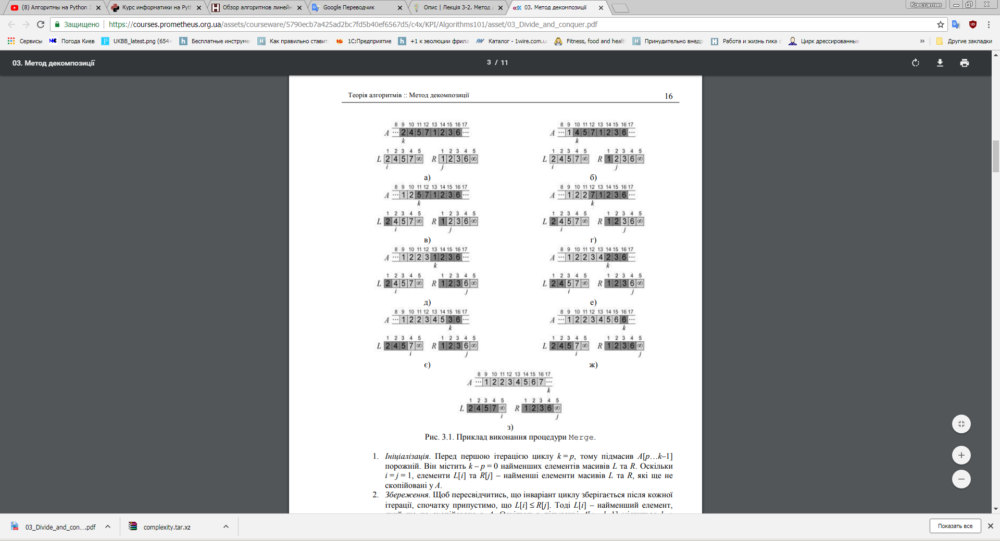 (8) Алгоритмы на Python 3
Курс информатики на Pyth
Обзор алгоритмов линейн
Google Переводчик
Опис | Лекція 3-2. Метод д
03. Метод декомпозиції
Константин
Защищено
https://courses.prometheus.org.ua/assets/courseware/5790ecb7a425ad2bc7fd5b40ef6567d5/c4x/KPI/Algorithms101/asset/03_Divide_and_conquer.pdf
Сервисы
Погода Киев
UKBB_latest.png (654×
Бесплатные инструме
Как правильно ставит
1С:Предприятие
+1 к эволюции фрила
Каталог - 1wire.com.u
Fitness, food and healt
Принудительно внедр
Работа и жизнь гика с
Цирк дрессированных
»
Другие закладки
03. Метод декомпозиції
3 / 11
Теорія алгоритмів :: Метод декомпозиції
16
8 9 10 11 12 13 14 15 16 17
A ... 2 4 5 7 1 2 3 6 ...
k
1 2 3 4 5 1 2 3 4 5
L 2 4 5 7 ∞ R 1 2 3 6 ∞
i j
а)
8 9 10 11 12 13 14 15 16 17
A ... 1 4 5 7 1 2 3 6 ...
k
1 2 3 4 5 1 2 3 4 5
L 2 4 5 7 ∞ R 1 2 3 6 ∞
i j
б)
8 9 10 11 12 13 14 15 16 17
A ... 1 2 5 7 1 2 3 6 ...
k
1 2 3 4 5 1 2 3 4 5
L 2 4 5 7 ∞ R 1 2 3 6 ∞
i j
в)
8 9 10 11 12 13 14 15 16 17
A ... 1 2 2 7 1 2 3 6 ...
k
1 2 3 4 5 1 2 3 4 5
L 2 4 5 7 ∞ R 1 2 3 6 ∞
i j
г)
8 9 10 11 12 13 14 15 16 17
A ... 1 2 2 3 1 2 3 6 ...
k
1 2 3 4 5 1 2 3 4 5
L 2 4 5 7 ∞ R 1 2 3 6 ∞
i j
д)
8 9 10 11 12 13 14 15 16 17
A ... 1 2 2 3 4 2 3 6 ...
k
1 2 3 4 5 1 2 3 4 5
L 2 4 5 7 ∞ R 1 2 3 6 ∞
i j
е)
8 9 10 11 12 13 14 15 16 17
A ... 1 2 2 3 4 5 3 6 ...
k
1 2 3 4 5 1 2 3 4 5
L 2 4 5 7 ∞ R 1 2 3 6 ∞
i j
є)
8 9 10 11 12 13 14 15 16 17
A ... 1 2 2 3 4 5 6 6 ...
k
1 2 3 4 5 1 2 3 4 5
L 2 4 5 7 ∞ R 1 2 3 6 ∞
i j
ж)
8 9 10 11 12 13 14 15 16 17
A ... 1 2 2 3 4 5 6 7 ...
k
1 2 3 4 5 1 2 3 4 5
L 2 4 5 7 ∞ R 1 2 3 6 ∞
i j
з)
Рис. 3.1. Приклад виконання процедури Merge.
1. Ініціалізація. Перед першою ітерацією циклу k = p, тому підмасив A[p…k–1]
порожній. Він містить k – p = 0 найменших елементів масивів L та R. Оскільки
i = j = 1, елементи L[i] та R[j] – найменші елементи масивів L та R, які ще не
скопійовані у A.
2. Збереження. Щоб пересвідчитись, що інваріант циклу зберігається після кожної
ітерації, спочатку припустимо, що L[i] ≤ R[j]. Тоді L[i] – найменший елемент,
03_Divide_and_con....pdf
complexity.tar.xz
Показать все